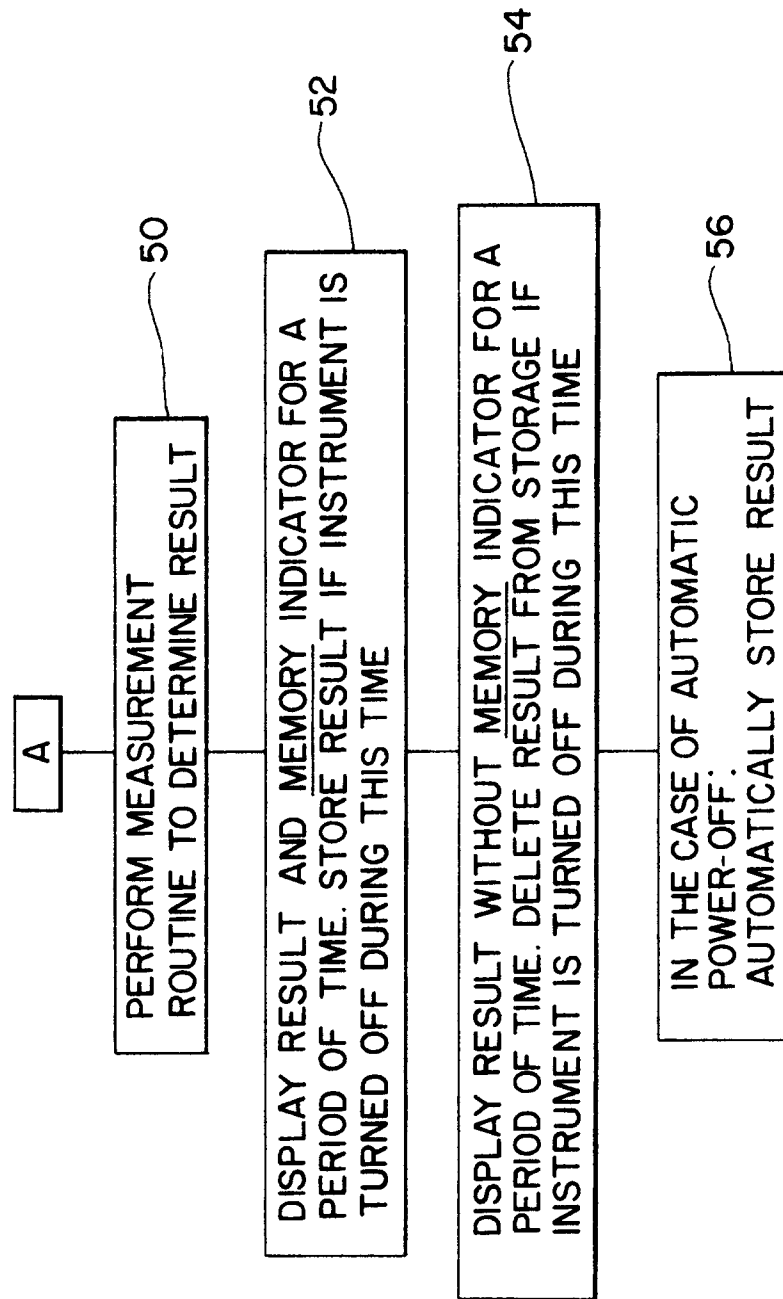 A
PERFORM MEASUREMENT
ROUTINE TO DETERMINE RESULT
50
DISPLAY RESULT AND MEMORY INDICATOR FOR A
PERIOD OF TIME. STORE RESULT IF INSTRUMENT IS
TURNED OFF DURING THIS TIME
52
DISPLAY RESULT WITHOUT MEMORY INDICATOR FOR A
PERIOD OF TIME. DELETE RESULT FROM STORAGE IF
INSTRUMENT IS TURNED OFF DURING THIS TIME
54
IN THE CASE OF AUTOMATIC
POWER-OFF:
AUTOMATICALLY STORE RESULT
56